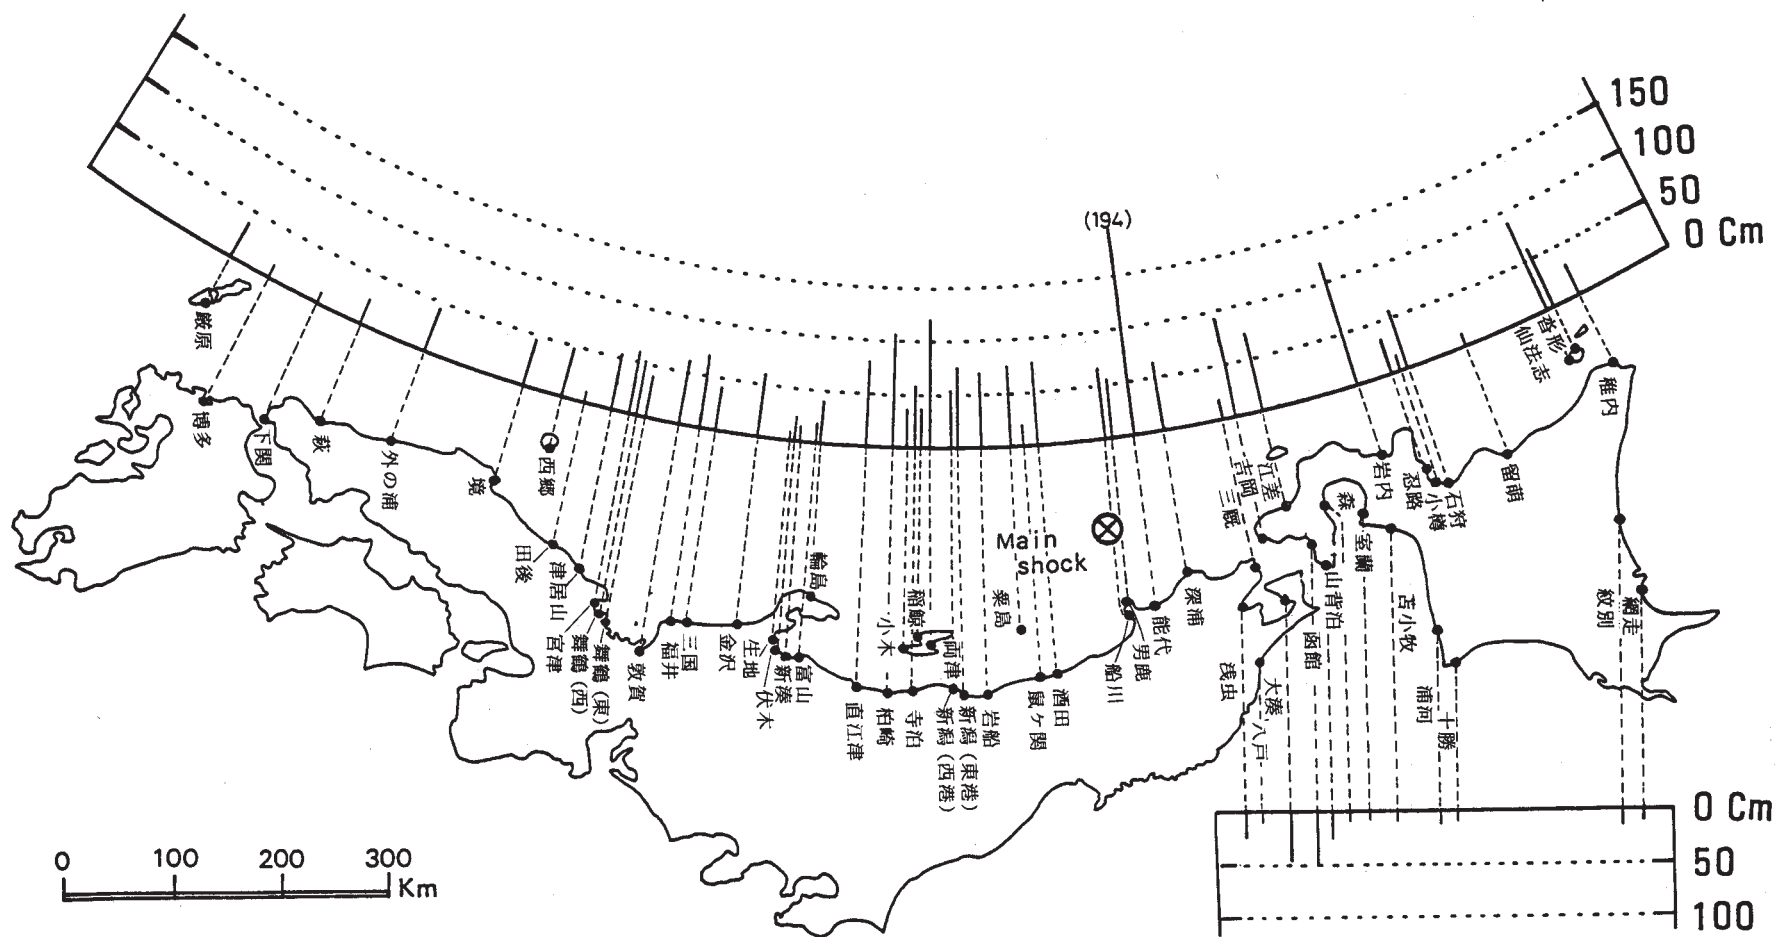 150
100
50
0 Cm
(194)
厳原
博多
下関
萩
外の浦
境
西郷
田後
津居山
宮津
舞鶴(西)
舞鶴(東)
敦賀
福井
三国
金沢
生地
伏木
新湊
富山
輪島
直江津
小木
柏崎
稲鯨
寺泊
両津
新潟(西港)
新潟(東港)
岩船
粟島
鼠ケ関
酒田
Main
shock
船川
男鹿
能代
深浦
三厩
吉岡
江差
浅虫
大湊
八戸
函館
山背泊
森
室蘭
苫小牧
浦河
十勝
岩内
忍路
小樽
石狩
留萌
仙法志
沓形
稚内
紋別
網走
0 Cm
50
100
0 100 200 300
Km